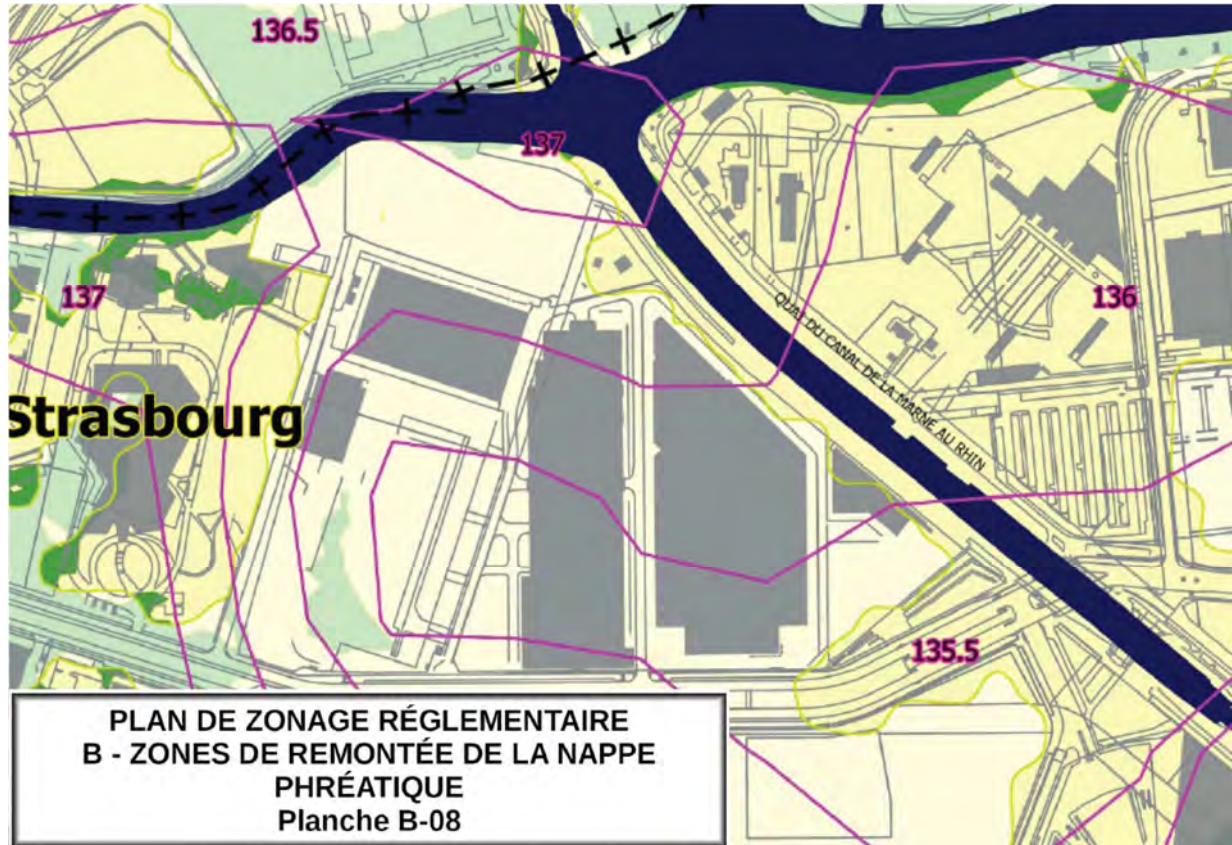 136.5
137
137
136
QUAI DU CANAL DE LA MARNE AU RHIN
Strasbourg
135.5
PLAN DE ZONAGE RÉGLEMENTAIRE
B - ZONES DE REMONTÉE DE LA NAPPE
PHRÉATIQUE
Planche B-08